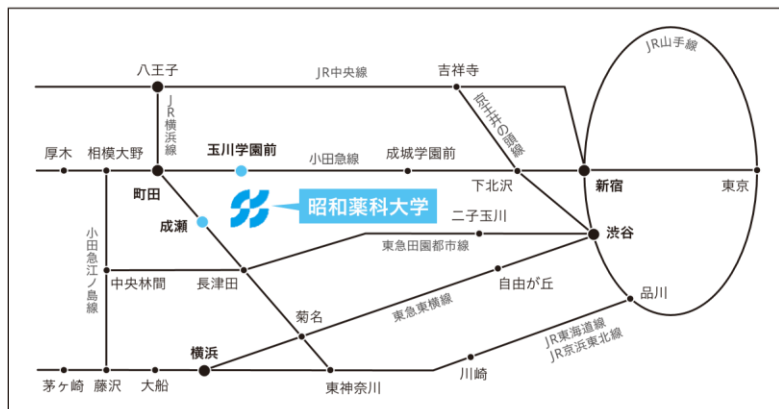 JR山手線
八王子
JR中央線
吉祥寺
JR横浜線
京王井の頭線
厚木
相模大野
玉川学園前
小田急線
成城学園前
町田
下北沢
新宿
東京
昭和薬科大学
成瀬
二子玉川
渋谷
小田急江ノ島線
東急田園都市線
中央林間
長津田
自由が丘
品川
東急東横線
菊名
JR東海道線
JR京浜東北線
横浜
川崎
茅ヶ崎
藤沢
大船
東神奈川